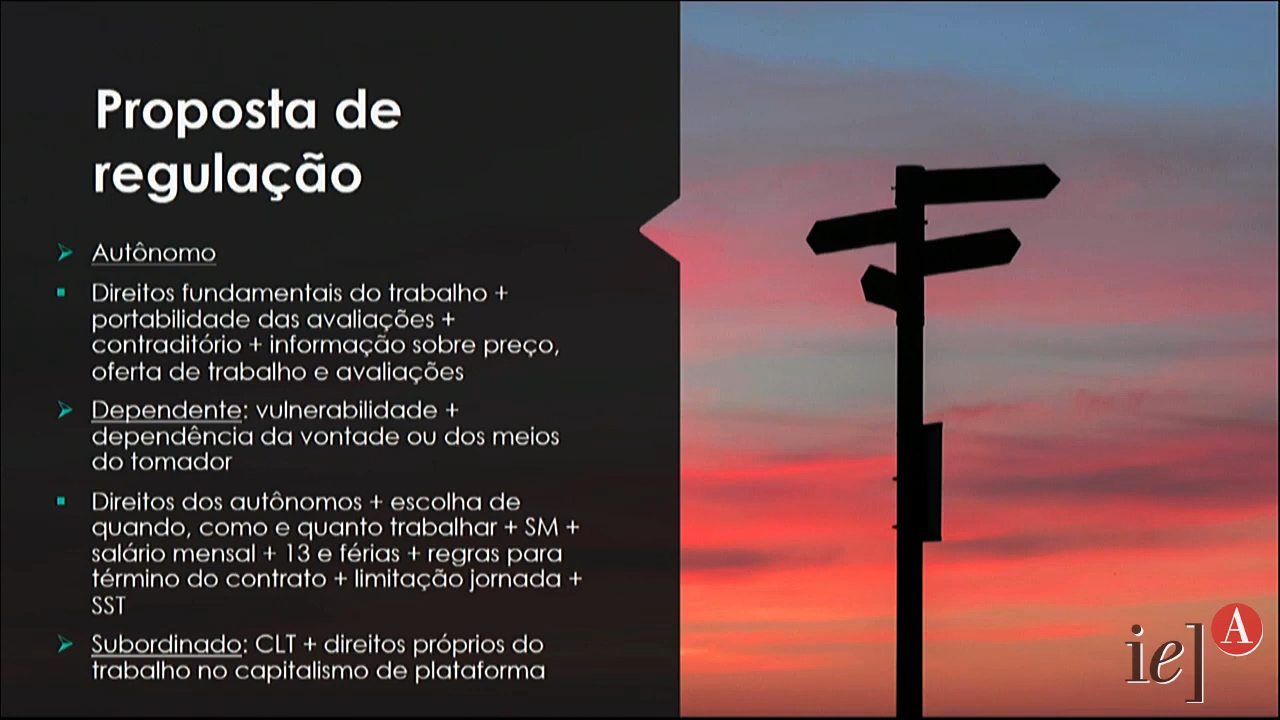 Proposta de
regulação
Autônomo
Direitos fundamentais do trabalho +
portabilidade das avaliações +
contraditório + informação sobre preço,
oferta de trabalho e avaliações
Dependente: vulnerabilidade +
dependência da vontade ou dos meios
do tomador
Direitos dos autônomos + escolha de
quando, como e quanto trabalhar + SM +
salário mensal + 13 e férias + regras para
término do contrato + limitação jornada +
SST
Subordinado: CLT + direitos próprios do
trabalho no capitalismo de plataforma
ie] A